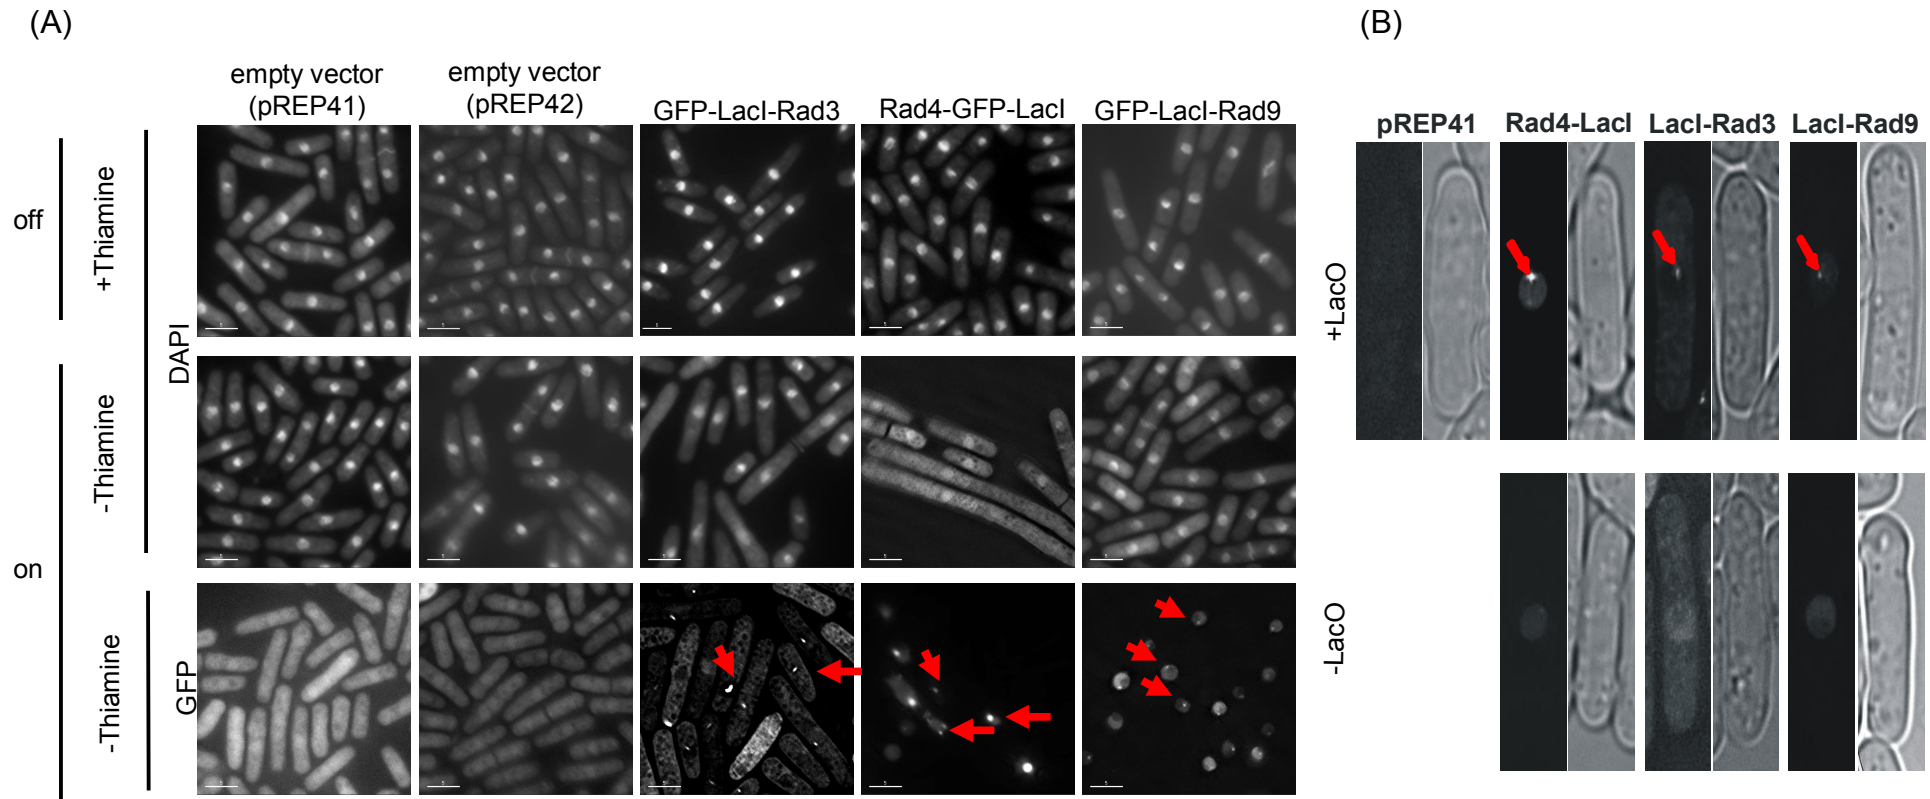 (A)
(B)
empty vector
(pREP41)
empty vector
(pREP42)
GFP-LacI-Rad3
Rad4-GFP-LacI
GFP-LacI-Rad9
pREP41
Rad4-LacI
LacI-Rad3
LacI-Rad9
off
+Thiamine
DAPI
-Thiamine
on
-Thiamine
GFP
+LacO
-LacO